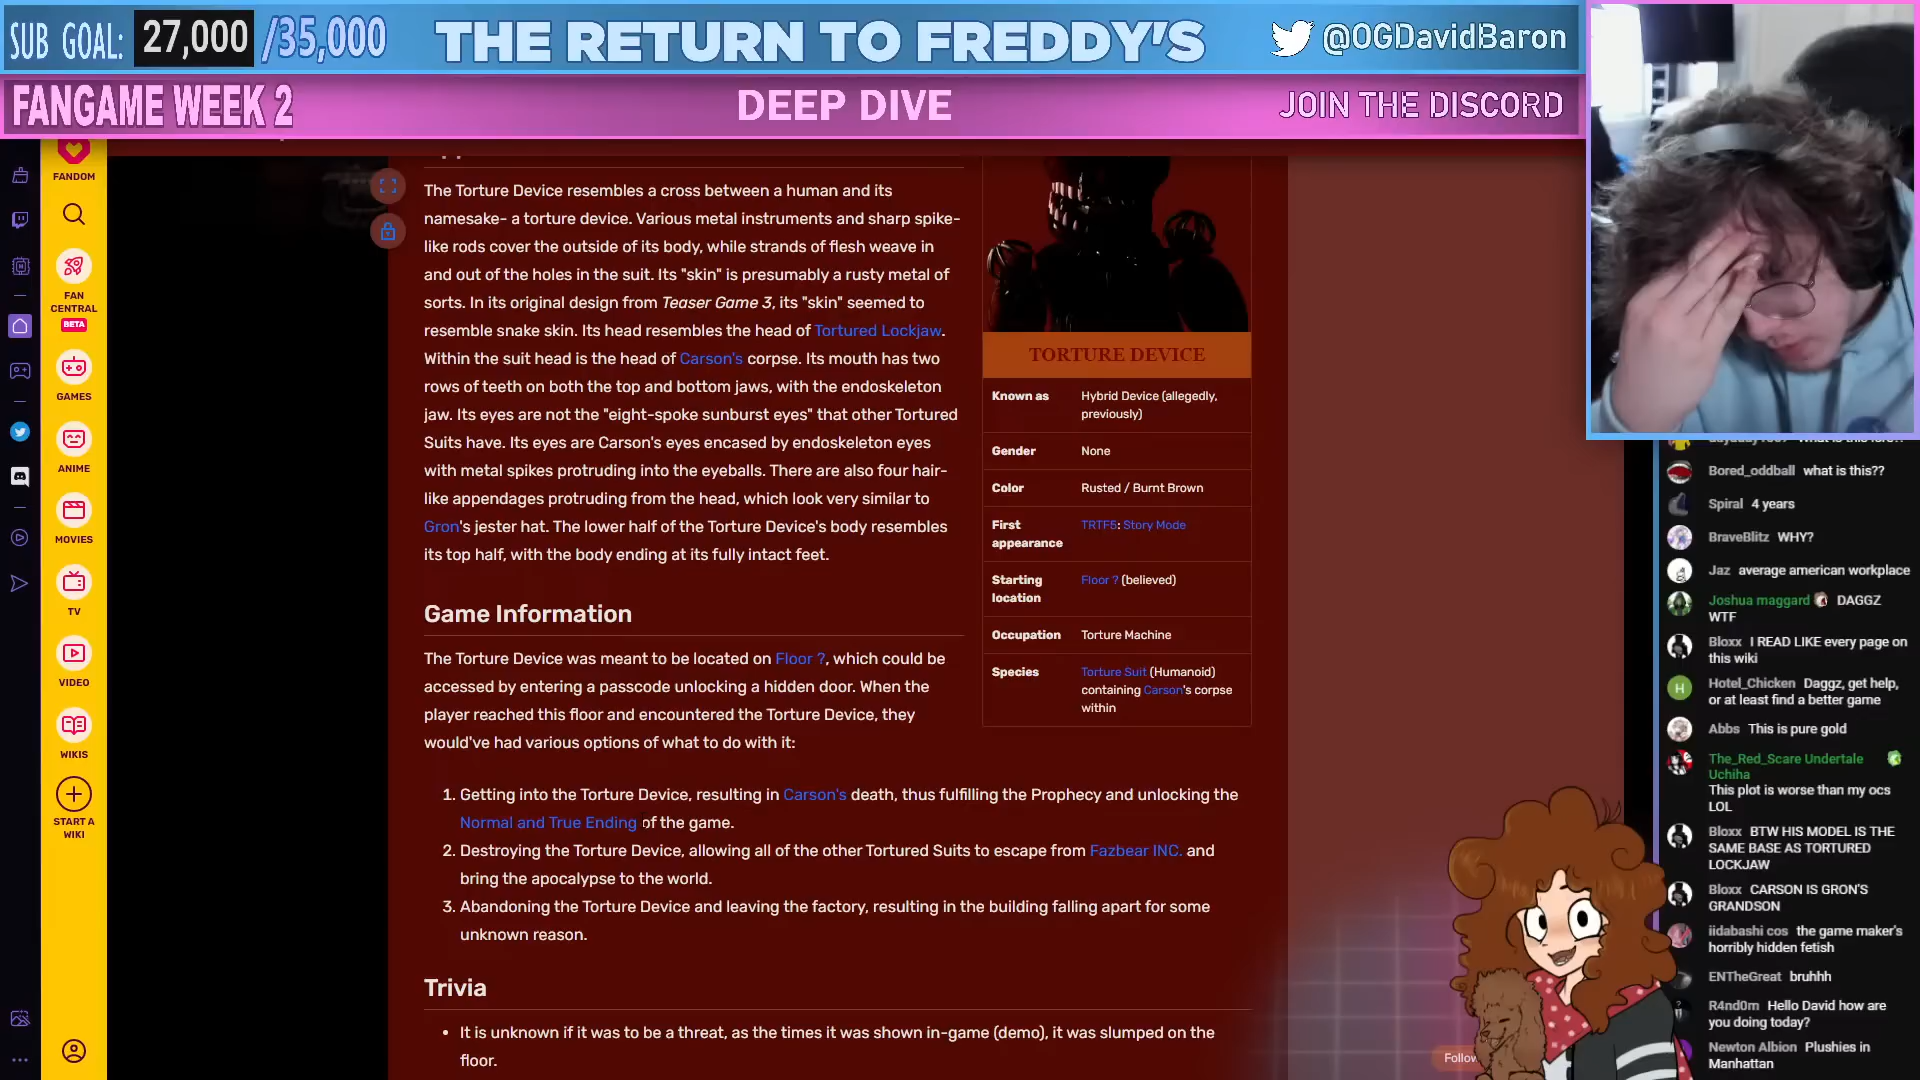 SUB GOAL: 27,000 /35,000
THE RETURN TO FREDDY'S
@OGDavidBaron
FANGAME WEEK 2
DEEP DIVE
JOIN THE DISCORD
FANDOM
FAN
CENTRAL
BETA
GAMES
ANIME
MOVIES
TV
VIDEO
WIKIS
START A
WIKI
The Torture Device resembles a cross between a human and its
namesake- a torture device. Various metal instruments and sharp spike-
like rods cover the outside of its body, while strands of flesh weave in
and out of the holes in the suit. Its "skin" is presumably a rusty metal of
sorts. In its original design from Teaser Game 3, its "skin" seemed to
resemble snake skin. Its head resembles the head of Tortured Lockjaw.
Within the suit head is the head of Carson's corpse. Its mouth has two
rows of teeth on both the top and bottom jaws, with the endoskeleton
jaw. Its eyes are not the "eight-spoke sunburst eyes" that other Tortured
Suits have. Its eyes are Carson's eyes encased by endoskeleton eyes
with metal spikes protruding into the eyeballs. There are also four hair-
like appendages protruding from the head, which look very similar to
Gron's jester hat. The lower half of the Torture Device's body resembles
its top half, with the body ending at its fully intact feet.
Game Information
The Torture Device was meant to be located on Floor ?, which could be
accessed by entering a passcode unlocking a hidden door. When the
player reached this floor and encountered the Torture Device, they
would've had various options of what to do with it:
1. Getting into the Torture Device, resulting in Carson's death, thus fulfilling the Prophecy and unlocking the
Normal and True Ending of the game.
2. Destroying the Torture Device, allowing all of the other Tortured Suits to escape from Fazbear INC. and
bring the apocalypse to the world.
3. Abandoning the Torture Device and leaving the factory, resulting in the building falling apart for some
unknown reason.
Trivia
• It is unknown if it was to be a threat, as the times it was shown in-game (demo), it was slumped on the
floor.
TORTURE DEVICE
Known as Hybrid Device (allegedly,
previously)
Gender None
Color Rusted / Burnt Brown
First TRTF5: Story Mode
appearance
Starting Floor ? (believed)
location
Occupation Torture Machine
Species Torture Suit (Humanoid)
containing Carson's corpse
within
Bored_oddball what is this??
Spiral 4 years
BraveBlitz WHY?
Jaz average american workplace
Joshua maggard DAGGZ
WTF
Bloxx I READ LIKE every page on
this wiki
H
Hotel_Chicken Daggz, get help,
or at least find a better game
Abbs This is pure gold
The_Red_Scare Undertale
Uchiha
This plot is worse than my ocs
LOL
Bloxx BTW HIS MODEL IS THE
SAME BASE AS TORTURED
LOCKJAW
Bloxx CARSON IS GRON'S
GRANDSON
iidabashi cos the game maker's
horribly hidden fetish
ENTheGreat bruhhh
R4nd0m Hello David how are
you doing today?
Newton Albion Plushies in
Manhattan
Follow